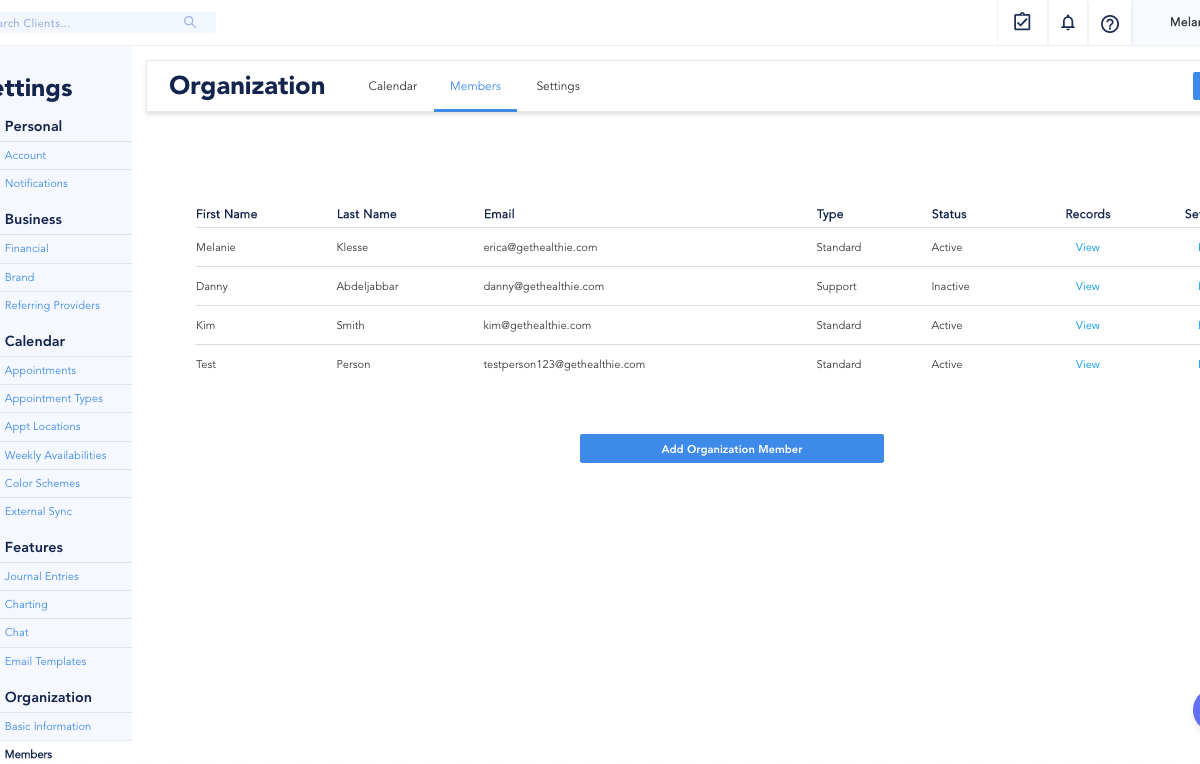 arch Clients...
Melar
ettings
Personal
Account
Notifications
Business
Financial
Brand
Referring Providers
Calendar
Appointments
Appointment Types
Appt Locations
Weekly Availabilities
Color Schemes
External Sync
Features
Journal Entries
Charting
Chat
Email Templates
Organization
Basic Information
Members
Organization Calendar Members Settings
First Name Last Name Email Type Status Records Se
Melanie Klesse erica@gethealthie.com Standard Active View
Danny Abdeljabbar danny@gethealthie.com Support Inactive View
Kim Smith kim@gethealthie.com Standard Active View
Test Person testperson123@gethealthie.com Standard Active View
Add Organization Member